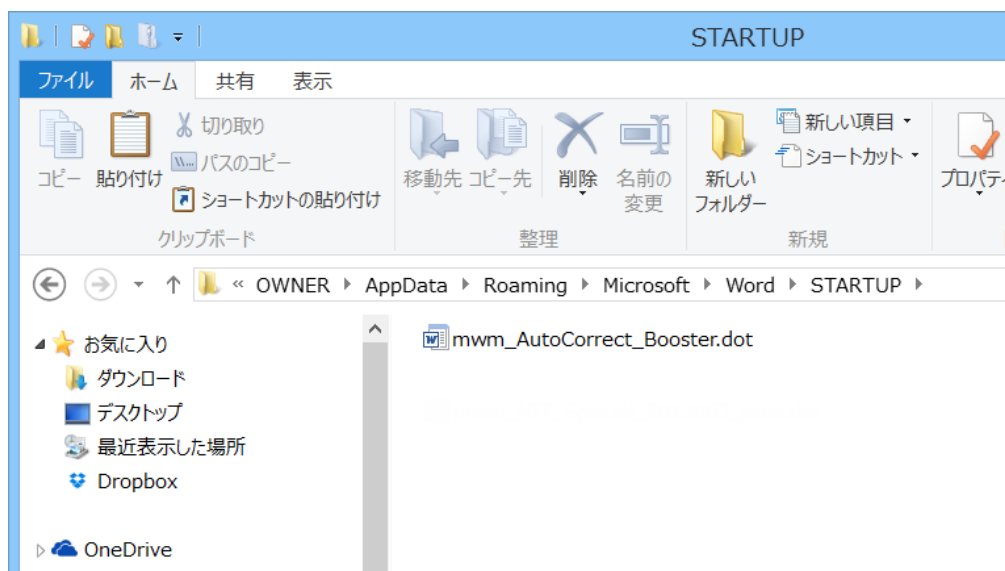 STARTUP
ファイル ホーム 共有 表示
コピー
貼り付け
切り取り
パスのコピー
ショートカットの貼り付け
クリップボード
移動先
コピー先
削除
名前の
変更
整理
新しい
フォルダー
新しい項目
ショートカット
新規
プロパティ
« OWNER AppData Roaming Microsoft Word STARTUP
お気に入り
ダウンロード
デスクトップ
最近表示した場所
Dropbox
OneDrive
mwm_AutoCorrect_Booster.dot